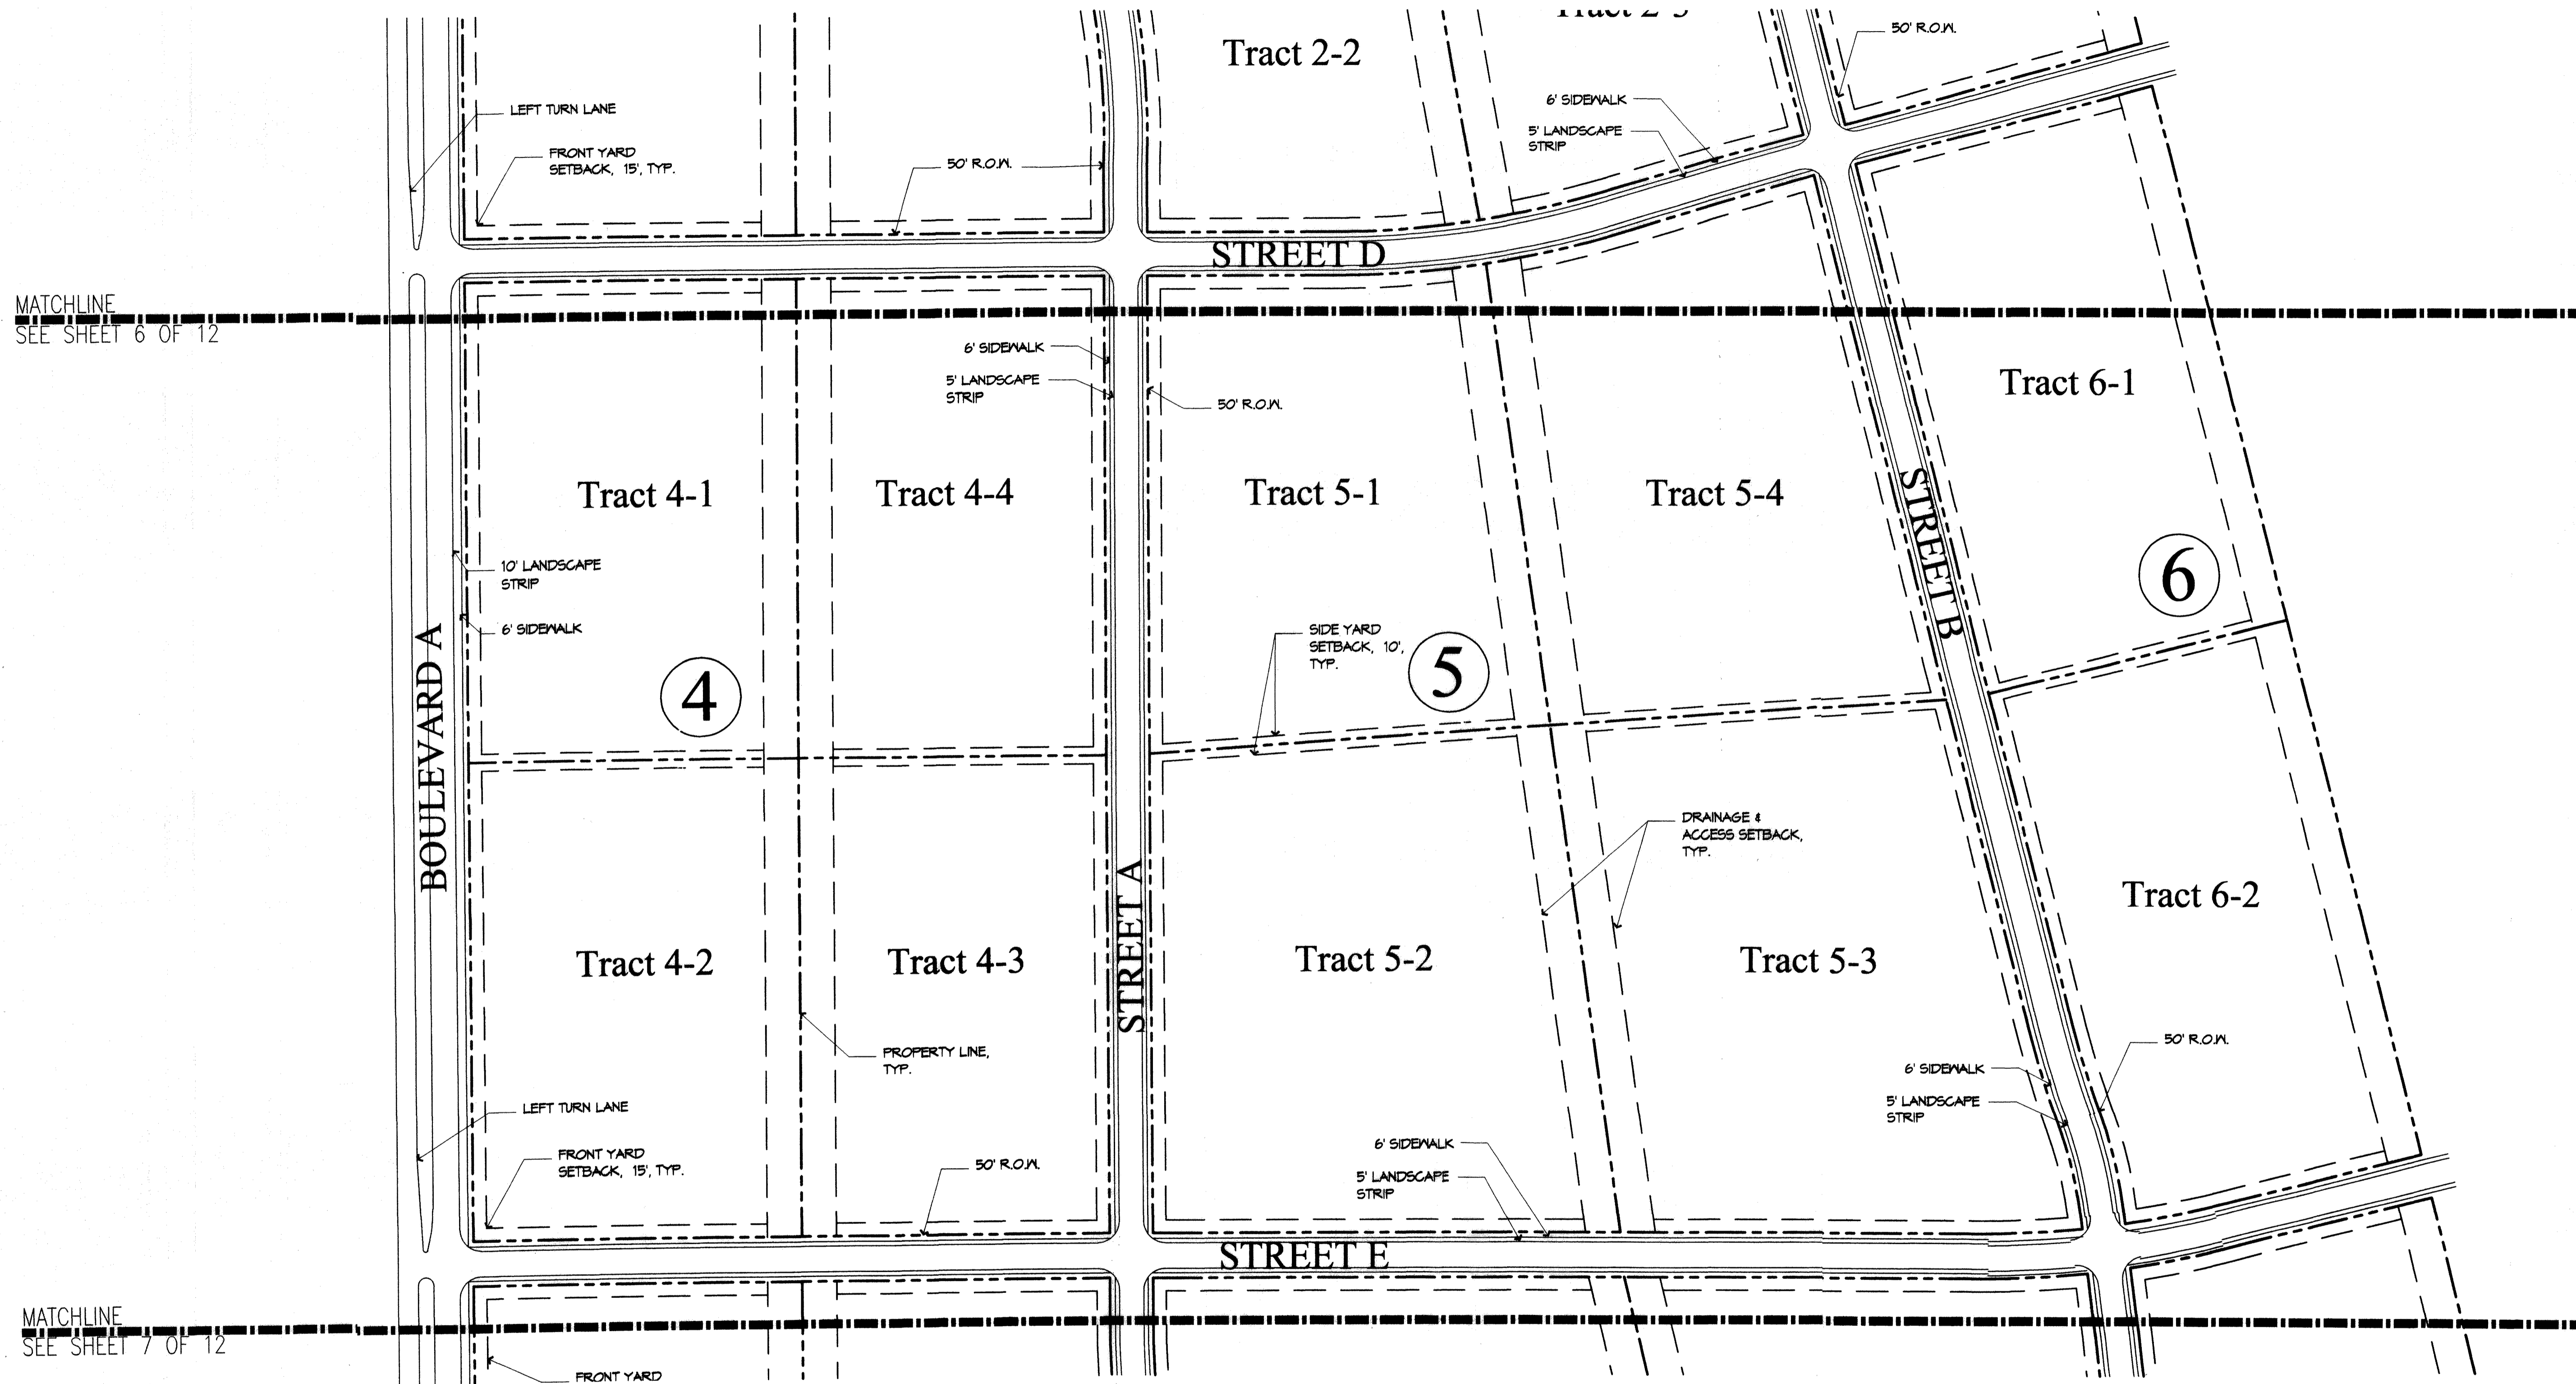 Tract 2-3
50' R.O.W.
Tract 2-2
LEFT TURN LANE
6' SIDEWALK
5' LANDSCAPE
STRIP
FRONT YARD
SETBACK, 15', TYP.
50' R.O.W.
STREET D
MATCHLINE
SEE SHEET 6 OF 12
6' SIDEWALK
5' LANDSCAPE
STRIP
50' R.O.W.
Tract 6-1
Tract 4-1
Tract 4-4
Tract 5-1
Tract 5-4
STREET B
10' LANDSCAPE
STRIP
6' SIDEWALK
6
SIDE YARD
SETBACK, 10',
TYP.
5
4
BOULEVARD A
DRAINAGE &
ACCESS SETBACK,
TYP.
Tract 6-2
STREET A
Tract 4-2
Tract 4-3
Tract 5-2
Tract 5-3
PROPERTY LINE,
TYP.
50' R.O.W.
6' SIDEWALK
5' LANDSCAPE
STRIP
LEFT TURN LANE
FRONT YARD
SETBACK, 15', TYP.
50' R.O.W.
6' SIDEWALK
5' LANDSCAPE
STRIP
STREET E
MATCHLINE
SEE SHEET 7 OF 12
FRONT YARD